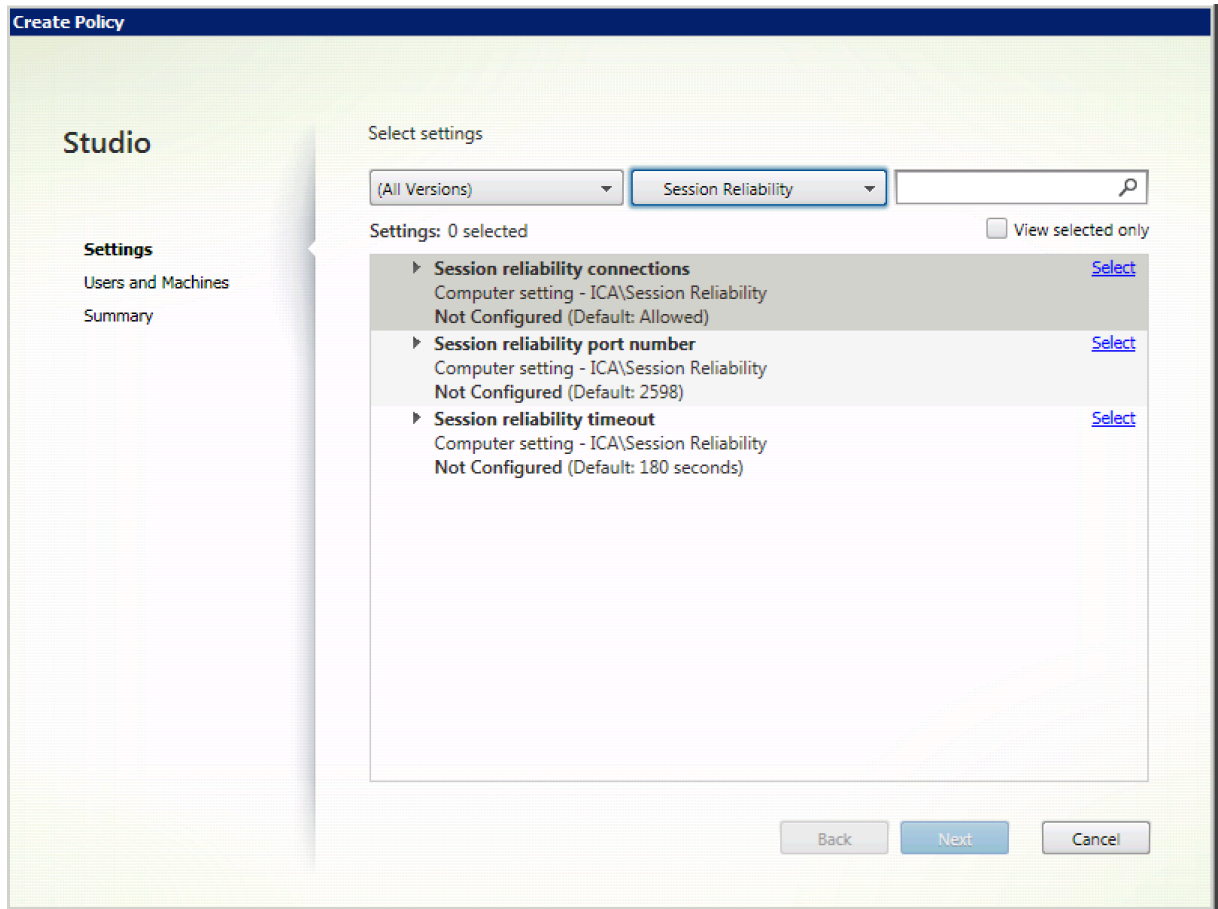 Create Policy
Studio
Settings
Users and Machines
Summary
Select settings
(All Versions)
Session Reliability
Settings: 0 selected
View selected only
Session reliability connections
Select
Computer setting - ICA\Session Reliability
Not Configured (Default: Allowed)
Session reliability port number
Select
Computer setting - ICA\Session Reliability
Not Configured (Default: 2598)
Session reliability timeout
Select
Computer setting - ICA\Session Reliability
Not Configured (Default: 180 seconds)
Back
Next
Cancel